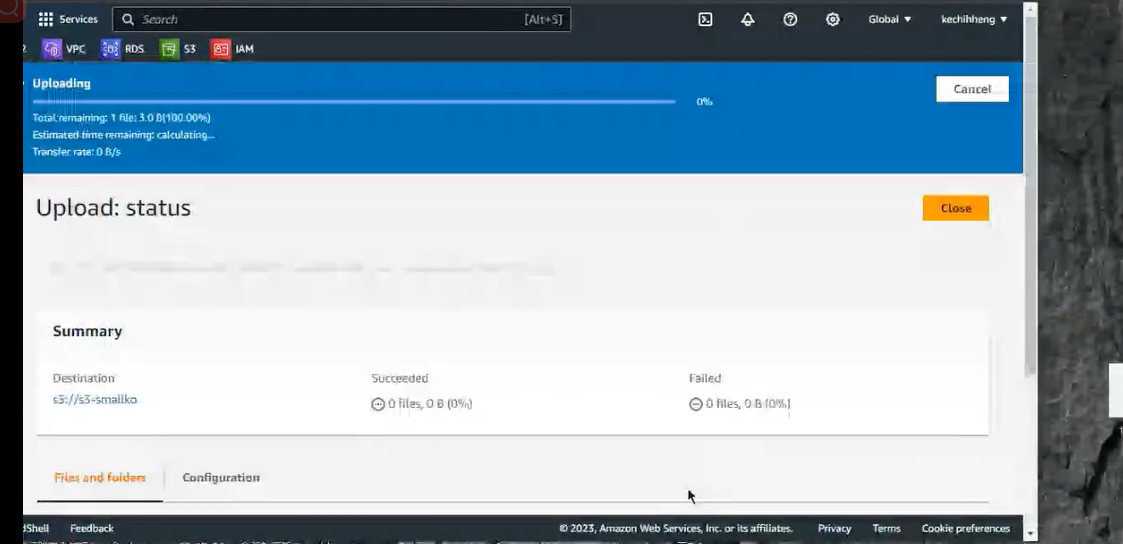 Services Search [Alt+S] Global ▼ kechihheng ▼
2 VPC RDS S3 IAM
Uploading
Cancel
0%
Total remaining: 1 file: 3.0 B(100.00%)
Estimated time remaining: calculating...
Transfer rate: 0 B/s
Upload: status
Close
Summary
Destination Succeeded Failed
s3://s3-smallko 0 files, 0 B (0%) 0 files, 0 B (0%)
Files and folders Configuration
dShell Feedback © 2023, Amazon Web Services, Inc. or its affiliates. Privacy Terms Cookie preferences